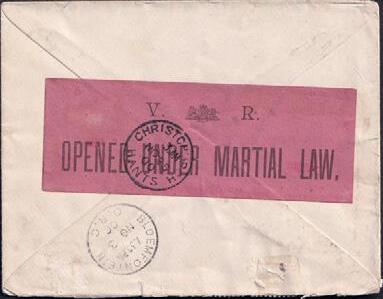 V. R.
OPENED UNDER MARTIAL LAW.
CHRISTCH
HANTS
BLOEMFONTEIN
O.R.C